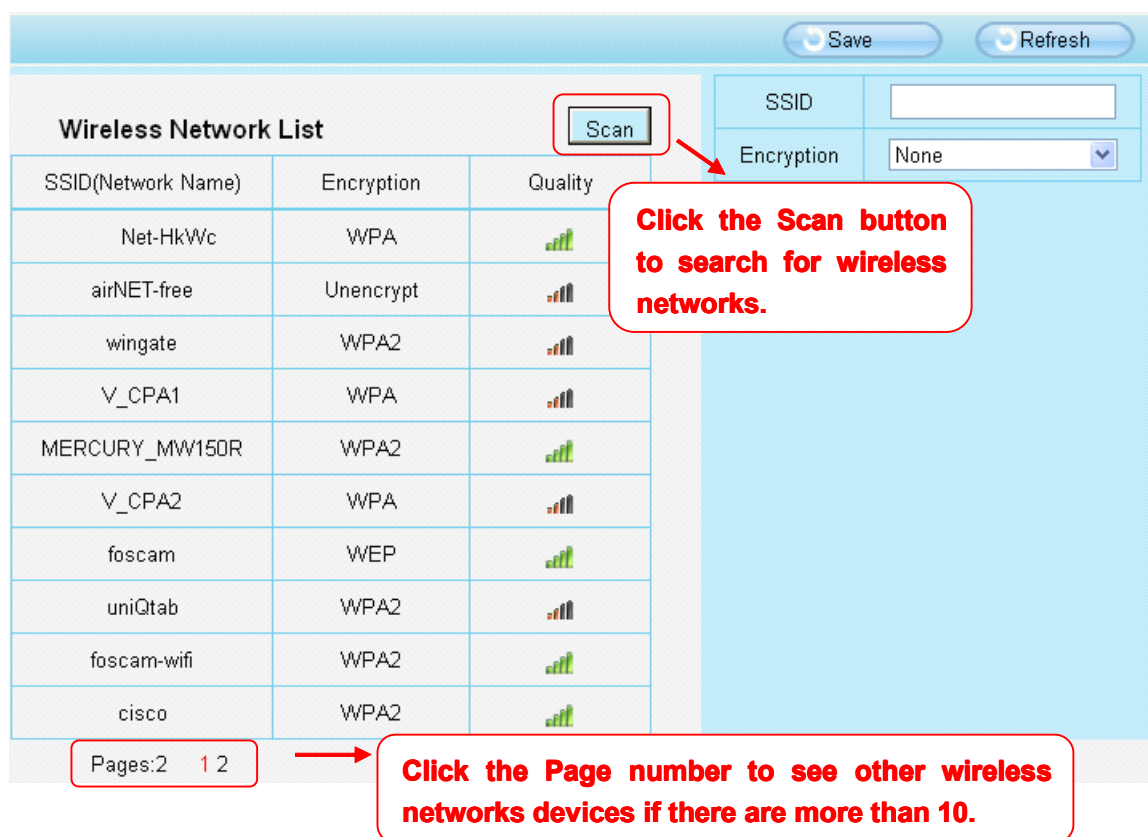 Save Refresh
Wireless Network List Scan
SSID
Encryption None
SSID(Network Name) Encryption Quality
Net-HkWc WPA
airNET-free Unencrypt
wingate WPA2
V_CPA1 WPA
MERCURY_MW150R WPA2
V_CPA2 WPA
foscam WEP
uniQtab WPA2
foscam-wifi WPA2
cisco WPA2
Pages:2 1 2
Click the Scan button
to search for wireless
networks.
Click the Page number to see other wireless
networks devices if there are more than 10.